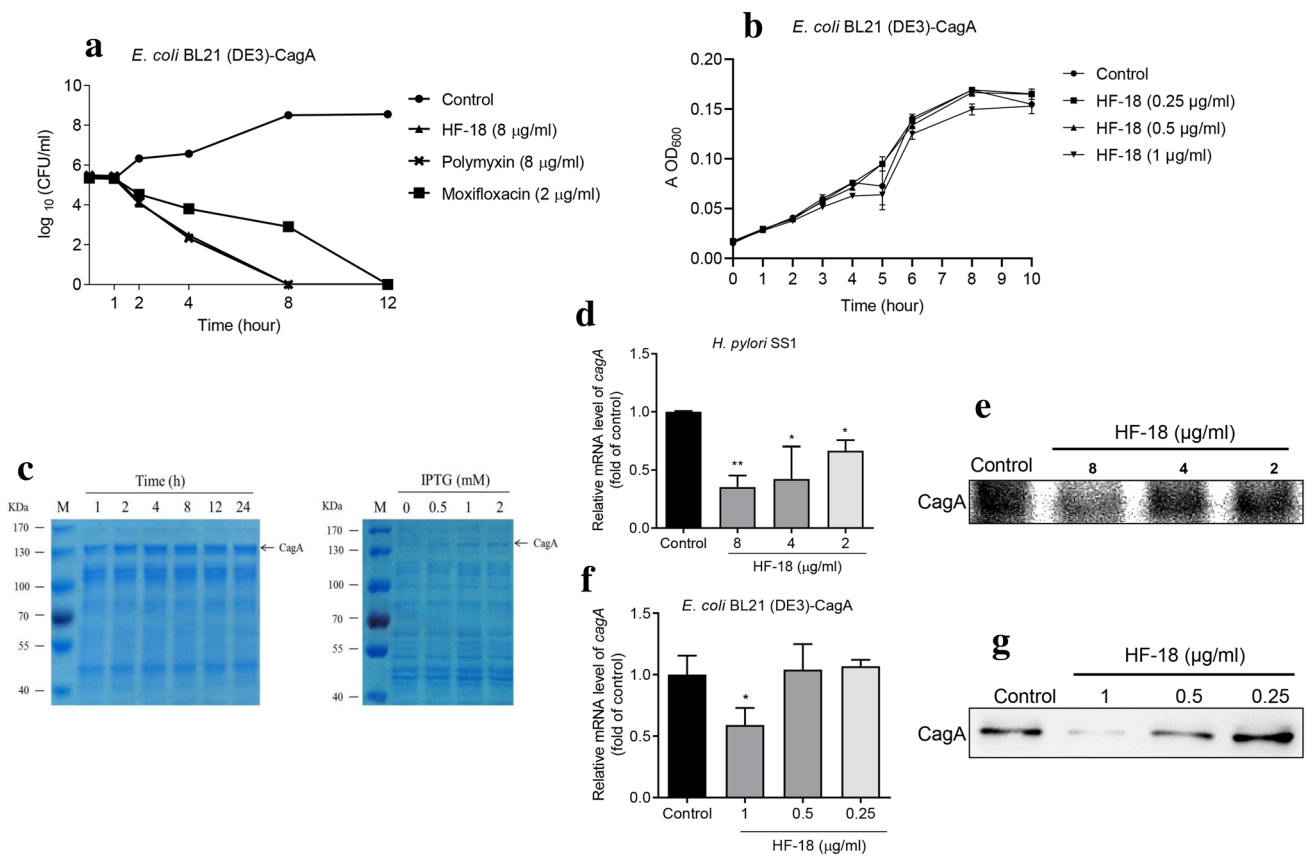 a
E. coli BL21 (DE3)-CagA
log 10 (CFU/ml)
10
8
6
4
2
0
1 2 4 8 12
Time (hour)
Control
HF-18 (8 μg/ml)
Polymyxin (8 μg/ml)
Moxifloxacin (2 μg/ml)
b
E. coli BL21 (DE3)-CagA
A OD600
0.20
0.15
0.10
0.05
0.00
0 1 2 3 4 5 6 8 10
Time (hour)
Control
HF-18 (0.25 μg/ml)
HF-18 (0.5 μg/ml)
HF-18 (1 μg/ml)
c
Time (h)
KDa M 1 2 4 8 12 24
170
130
100
70
55
40
CagA
IPTG (mM)
KDa M 0 0.5 1 2
170
130
100
70
55
40
CagA
d
H. pylori SS1
Relative mRNA level of cagA
(fold of control)
1.5
1.0
0.5
0.0
** * *
Control 8 4 2
HF-18 (μg/ml)
e
HF-18 (μg/ml)
Control 8 4 2
CagA
f
E. coli BL21 (DE3)-CagA
Relative mRNA level of cagA
(fold of control)
1.5
1.0
0.5
0.0
*
Control 1 0.5 0.25
HF-18 (μg/ml)
g
HF-18 (μg/ml)
Control 1 0.5 0.25
CagA